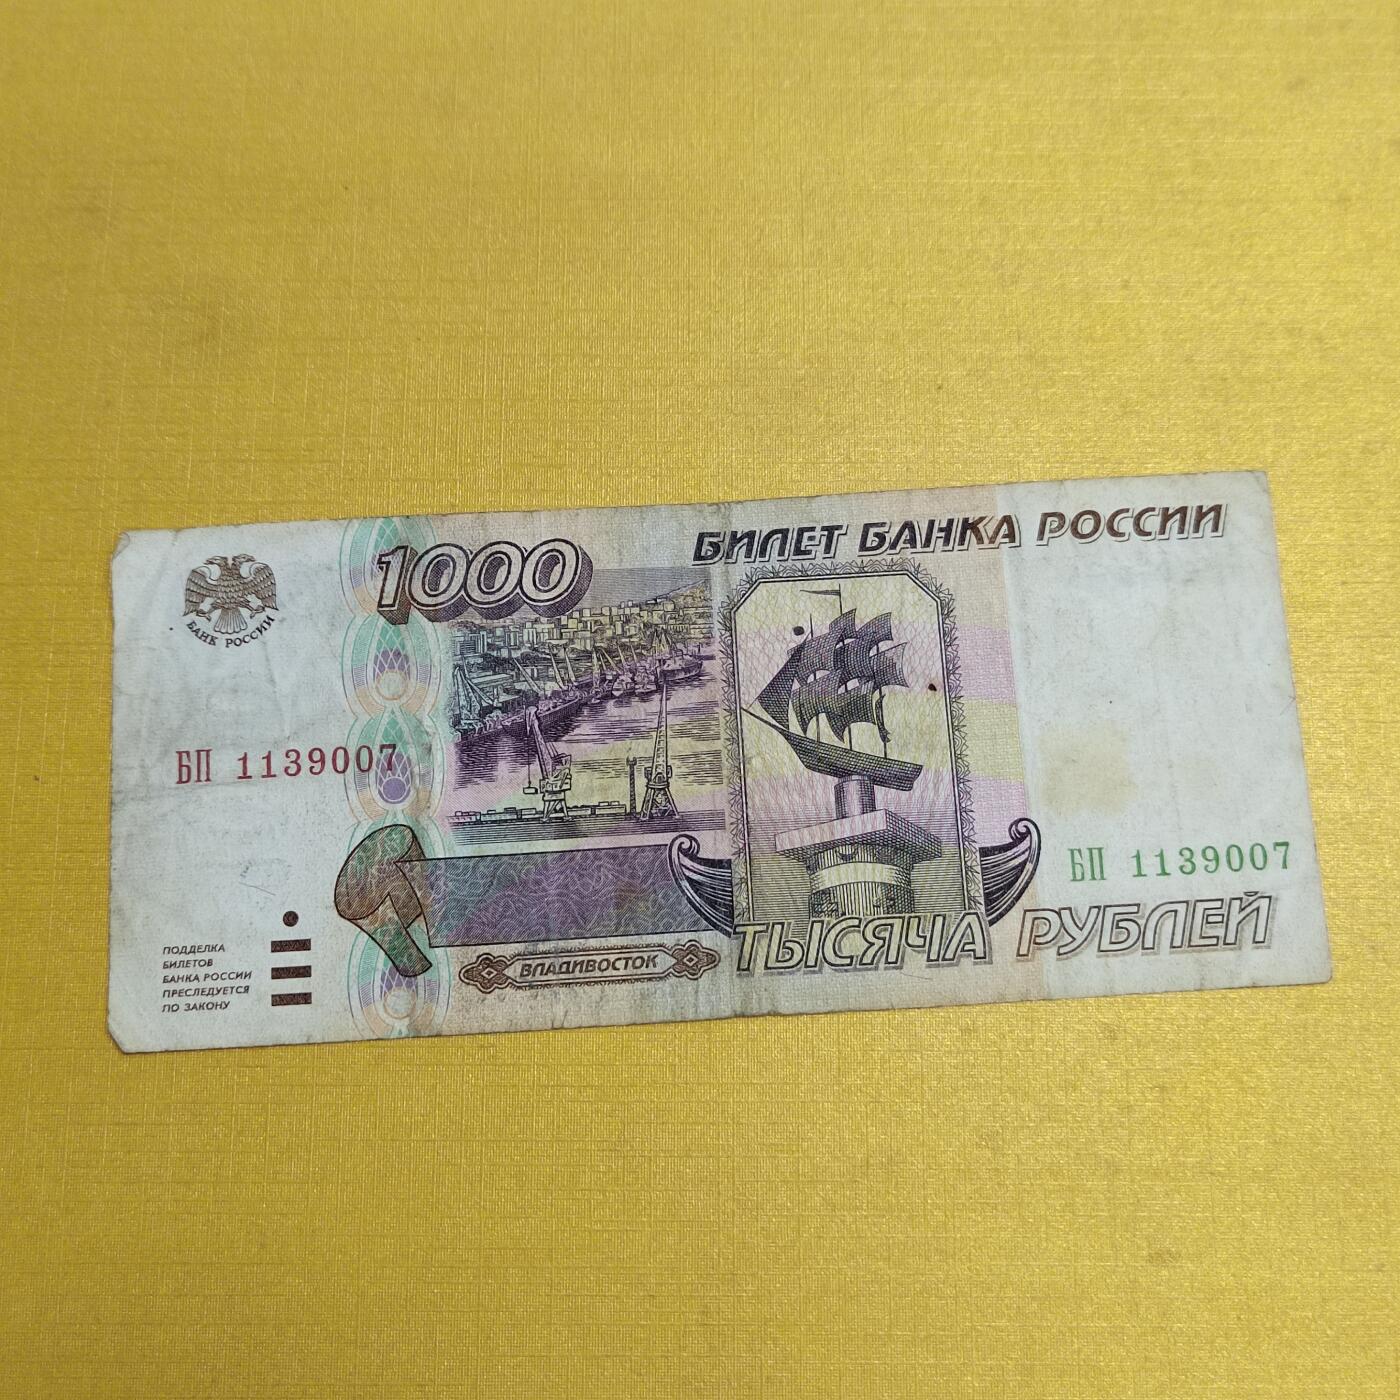 БИЛЕТ БАНКА РОССИИ
1000
БАНК РОССИИ
БП 1139007
БП 1139007
ТЫСЯЧА РУБЛЕЙ
ВЛАДИВОСТОК
ПОДДЕЛКА
БИЛЕТОВ
БАНКА РОССИИ
ПРЕСЛЕДУЕТСЯ
ПО ЗАКОНУ